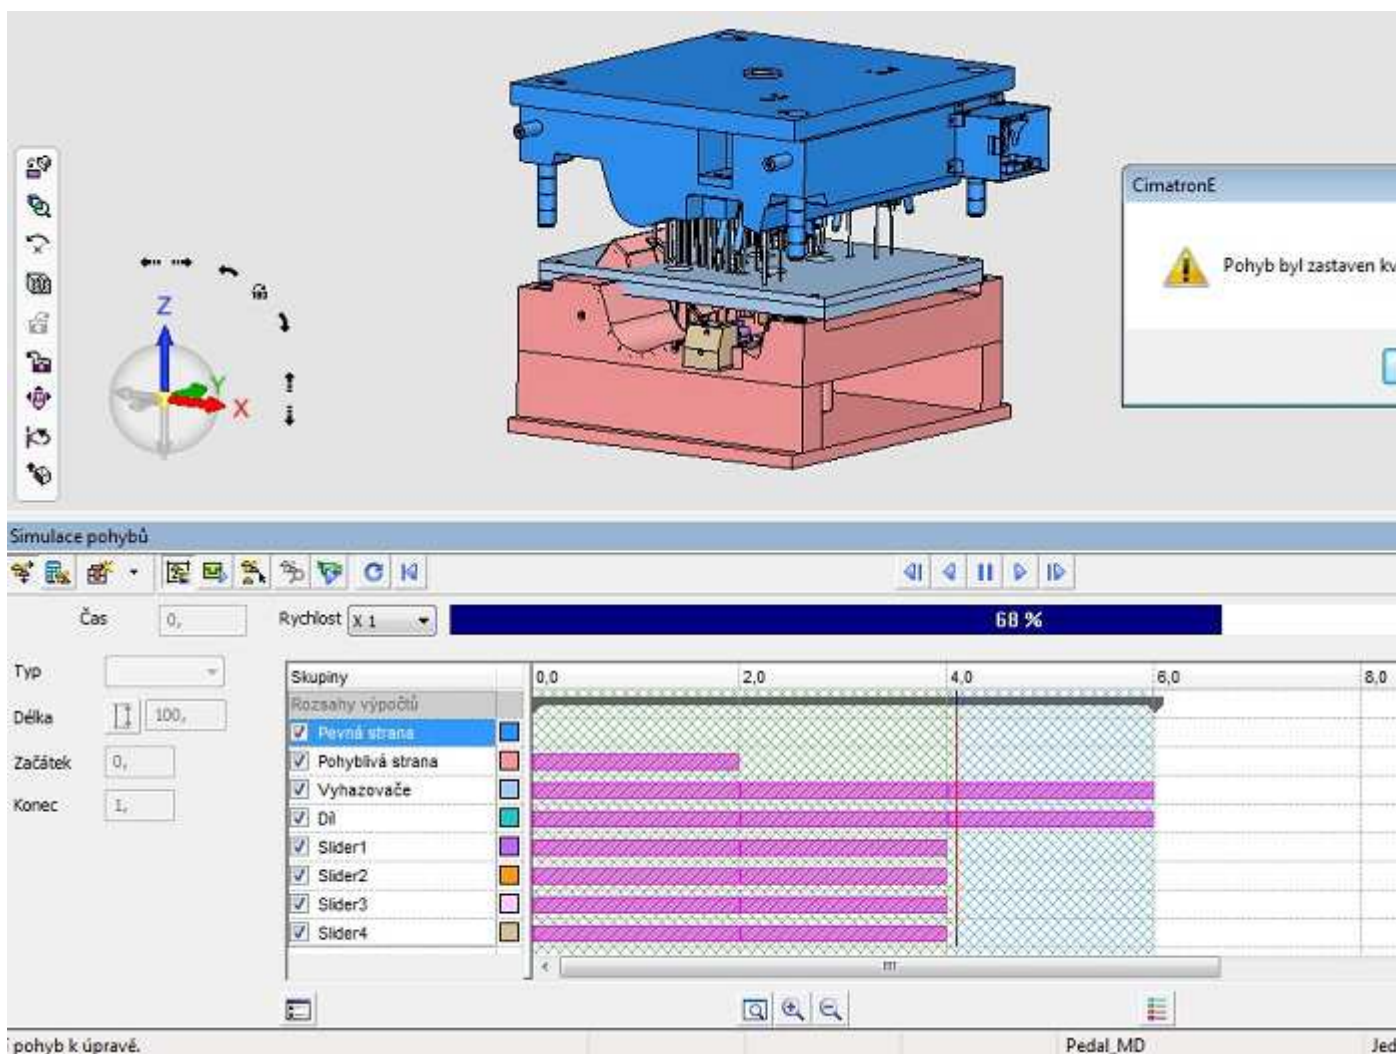 CimatronE
Pohyb byl zastaven kv
180
Z
Y
X
Simulace pohybů
Čas 0, Rychlost X 1 68 %
Typ
Délka 100,
Začátek 0,
Konec 1,
Skupiny 0,0 2,0 4,0 6,0 8,0
Rozsahy výpočtů
Pevná strana
Pohyblivá strana
Vyhazovače
Díl
Slider1
Slider2
Slider3
Slider4
pohyb k úpravě. Pedal_MD Jed